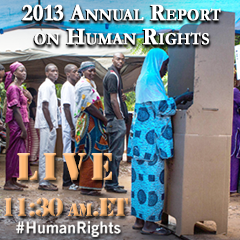 2013 Annual Report
on Human Rights
LIVE
11:30 am.ET
#HumanRights